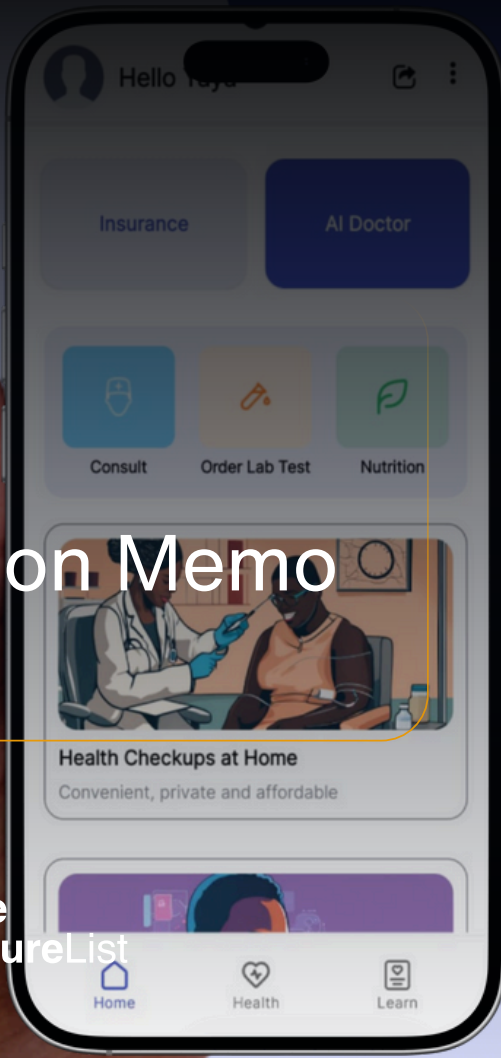 Hello Yuyu
Insurance
AI Doctor
Consult
Order Lab Test
Nutrition
on Memo
Health Checkups at Home
Convenient, private and affordable
e
ureList
Home
Health
Learn